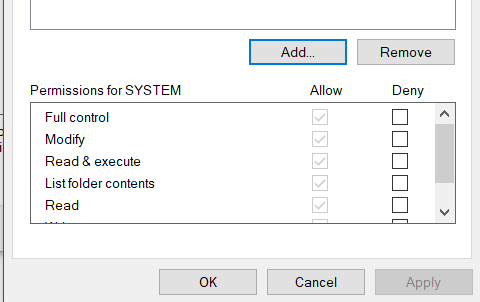 Add... Remove
Permissions for SYSTEM Allow Deny
Full control
Modify
Read & execute
List folder contents
Read
OK Cancel Apply